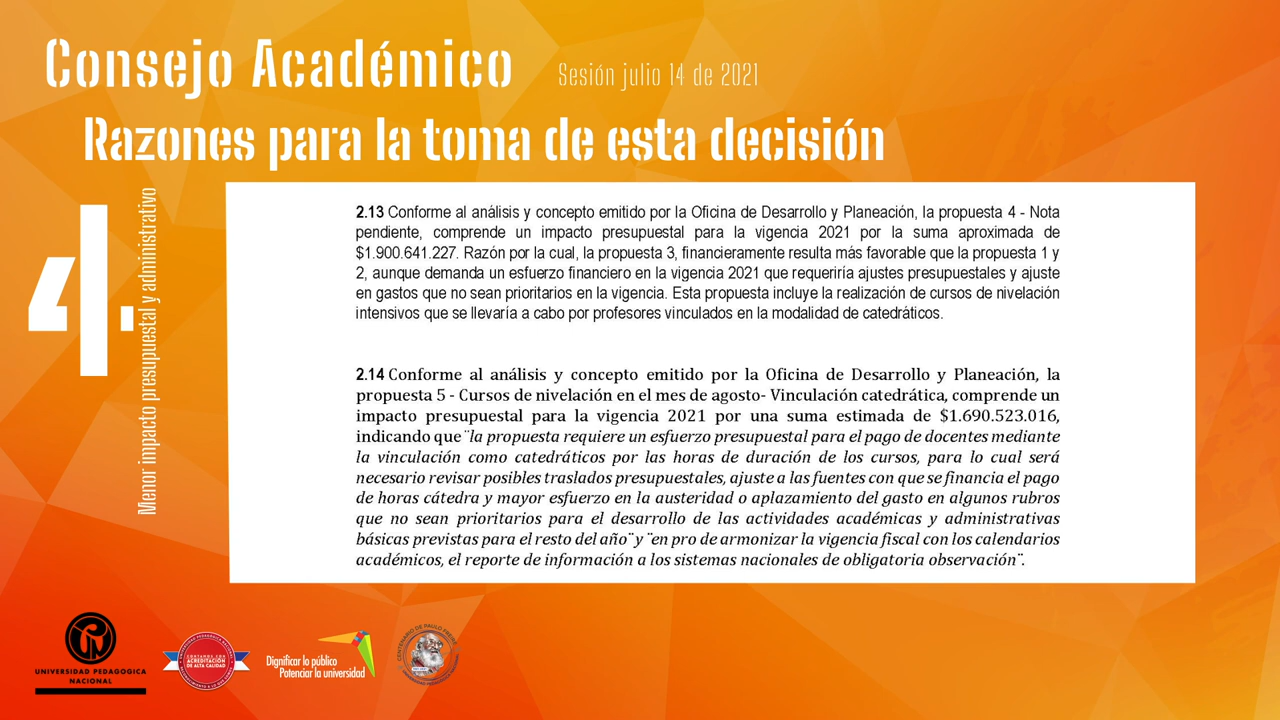 Consejo Académico
Sesión julio 14 de 2021
Razones para la toma de esta decisión
4.
Menor impacto presupuestal y administrativo
2.13 Conforme al análisis y concepto emitido por la Oficina de Desarrollo y Planeación, la propuesta 4 - Nota
pendiente, comprende un impacto presupuestal para la vigencia 2021 por la suma aproximada de
$1.900.641.227. Razón por la cual, la propuesta 3, financieramente resulta más favorable que la propuesta 1 y
2, aunque demanda un esfuerzo financiero en la vigencia 2021 que requeriría ajustes presupuestales y ajuste
en gastos que no sean prioritarios en la vigencia. Esta propuesta incluye la realización de cursos de nivelación
intensivos que se llevaría a cabo por profesores vinculados en la modalidad de catedráticos.
2.14 Conforme al análisis y concepto emitido por la Oficina de Desarrollo y Planeación, la
propuesta 5 - Cursos de nivelación en el mes de agosto- Vinculación catedrática, comprende un
impacto presupuestal para la vigencia 2021 por una suma estimada de $1.690.523.016,
indicando que ¨la propuesta requiere un esfuerzo presupuestal para el pago de docentes mediante
la vinculación como catedráticos por las horas de duración de los cursos, para lo cual será
necesario revisar posibles traslados presupuestales, ajuste a las fuentes con que se financia el pago
de horas cátedra y mayor esfuerzo en la austeridad o aplazamiento del gasto en algunos rubros
que no sean prioritarios para el desarrollo de las actividades académicas y administrativas
básicas previstas para el resto del año¨y ¨en pro de armonizar la vigencia fiscal con los calendarios
académicos, el reporte de información a los sistemas nacionales de obligatoria observación¨.
UNIVERSIDAD PEDAGOGICA
NACIONAL
CONTAMOS CON
ACREDITACIÓN
DE ALTA CALIDAD
Dignificar lo público
Potenciar la universidad
CENTENARIO DE PAULO FREIRE